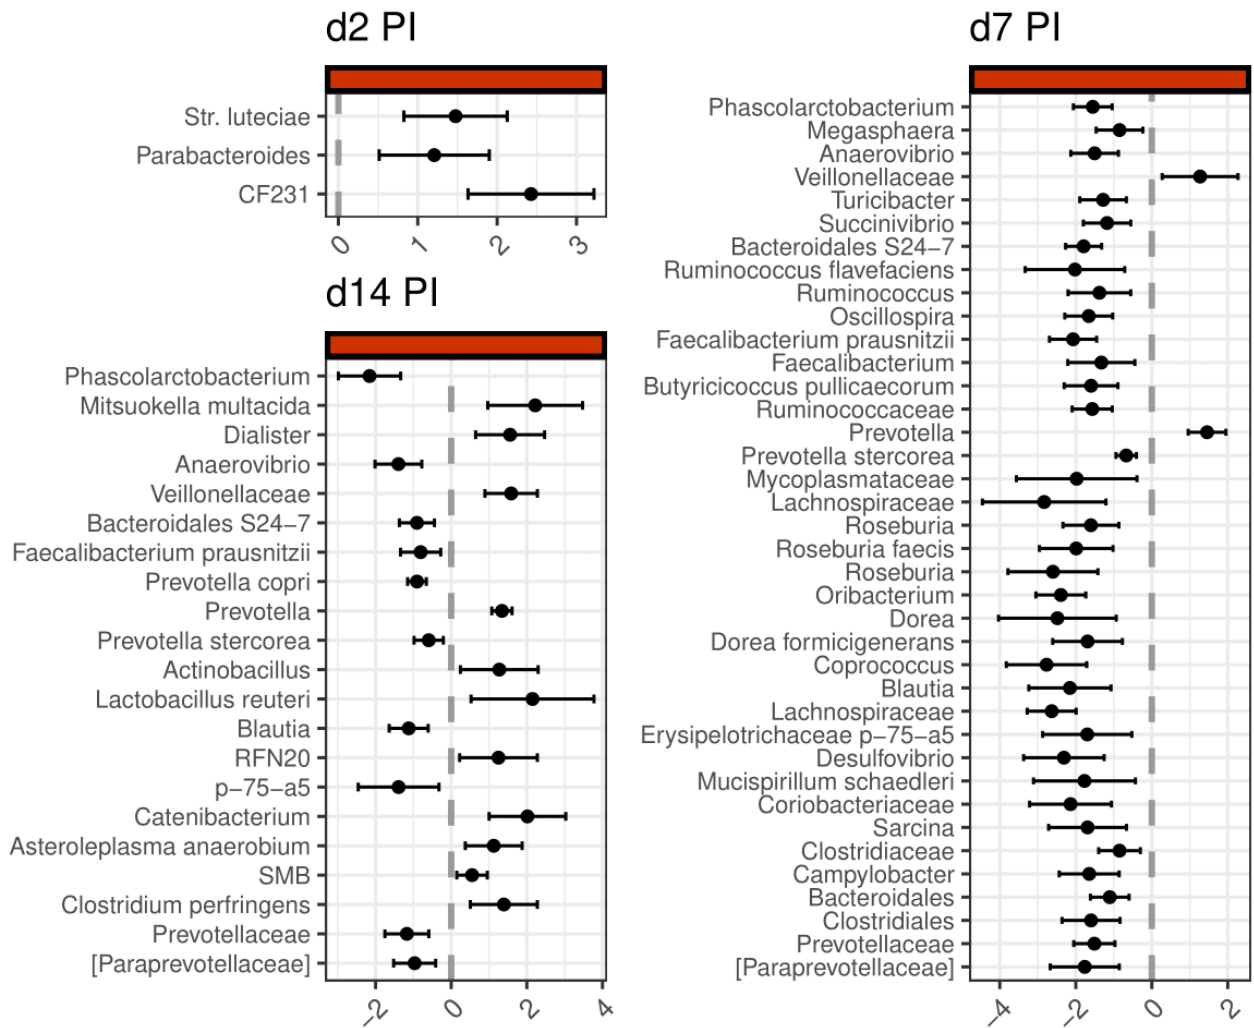 d2 PI
Str. luteciae
Parabacteroides
CF231
0 1 2 3
d14 PI
Phascolarctobacterium
Mitsuokella multacida
Dialister
Anaerovibrio
Veillonellaceae
Bacteroidales S24−7
Faecalibacterium prausnitzii
Prevotella copri
Prevotella
Prevotella stercorea
Actinobacillus
Lactobacillus reuteri
Blautia
RFN20
p−75−a5
Catenibacterium
Asteroleplasma anaerobium
SMB
Clostridium perfringens
Prevotellaceae
[Paraprevotellaceae]
−2 0 2 4
d7 PI
Phascolarctobacterium
Megasphaera
Anaerovibrio
Veillonellaceae
Turicibacter
Succinivibrio
Bacteroidales S24−7
Ruminococcus flavefaciens
Ruminococcus
Oscillospira
Faecalibacterium prausnitzii
Faecalibacterium
Butyricicoccus pullicaecorum
Ruminococcaceae
Prevotella
Prevotella stercorea
Mycoplasmataceae
Lachnospiraceae
Roseburia
Roseburia faecis
Roseburia
Oribacterium
Dorea
Dorea formicigenerans
Coprococcus
Blautia
Lachnospiraceae
Erysipelotrichaceae p−75−a5
Desulfovibrio
Mucispirillum schaedleri
Coriobacteriaceae
Sarcina
Clostridiaceae
Campylobacter
Bacteroidales
Clostridiales
Prevotellaceae
[Paraprevotellaceae]
−4 −2 0 2